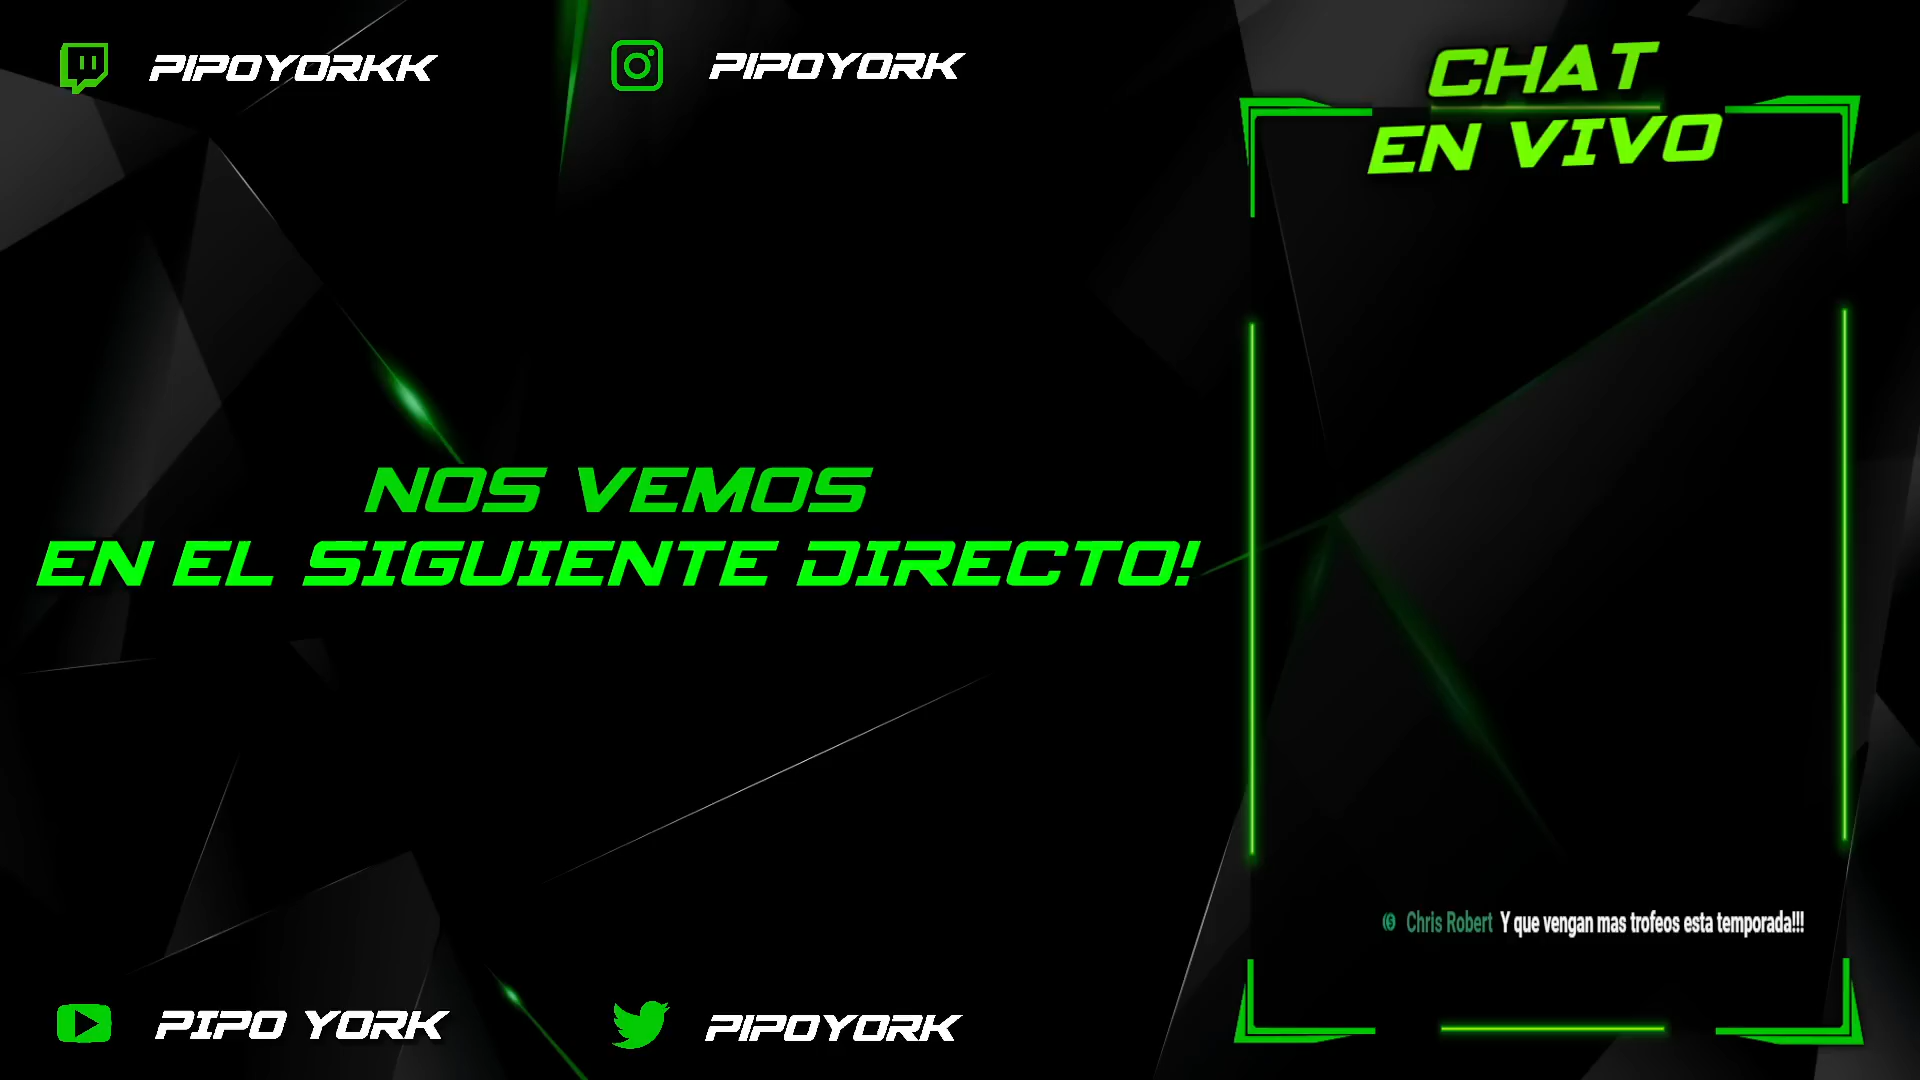 PIPOYORKK
PIPOYORK
CHAT
EN VIVO
NOS VEMOS
EN EL SIGUIENTE DIRECTO!
Chris Robert Y que vengan mas trofeos esta temporada!!!
PIPO YORK
PIPOYORK